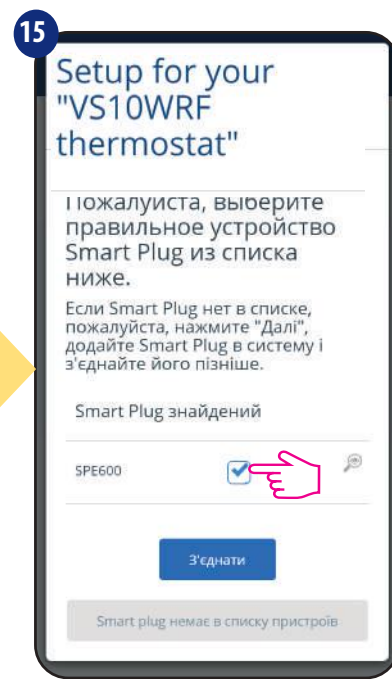 15
Setup for your
"VS10WRF
thermostat"
Пожалуйста, выберите
правильное устройство
Smart Plug из списка
ниже.
Если Smart Plug нет в списке,
пожалуйста, нажмите "Далі",
додайте Smart Plug в систему і
з'єднайте його пізніше.
Smart Plug знайдений
SPE600
З'єднати
Smart plug немає в списку пристроїв